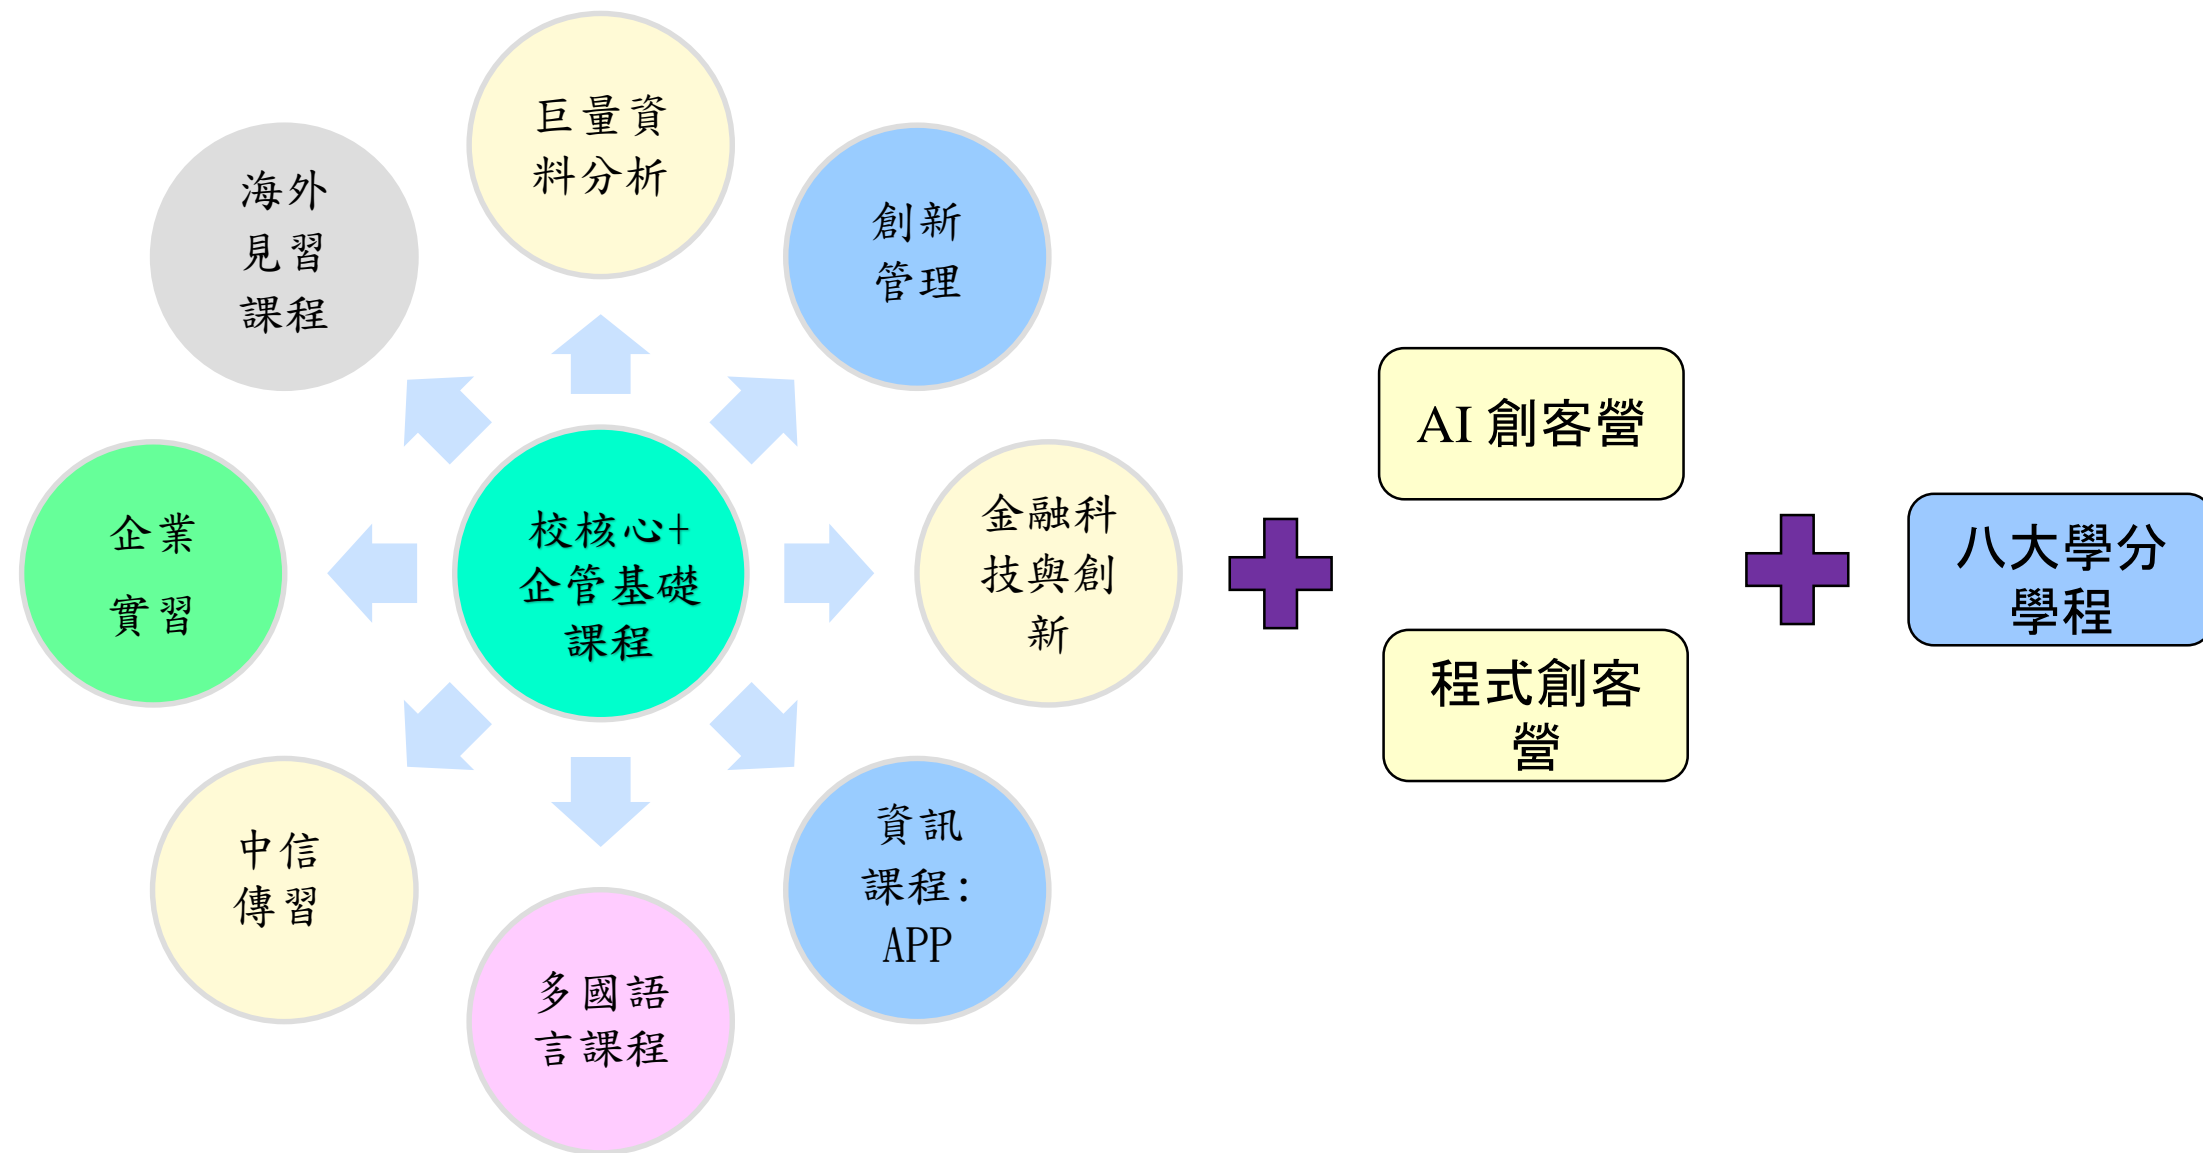 巨量資
料分析
創新
管理
金融科
技與創
新
資訊
課程:
APP
多國語
言課程
中信
傳習
企業
實習
海外
見習
課程
校核心+
企管基礎
課程
AI 創客營
程式創客
營
八大學分
學程